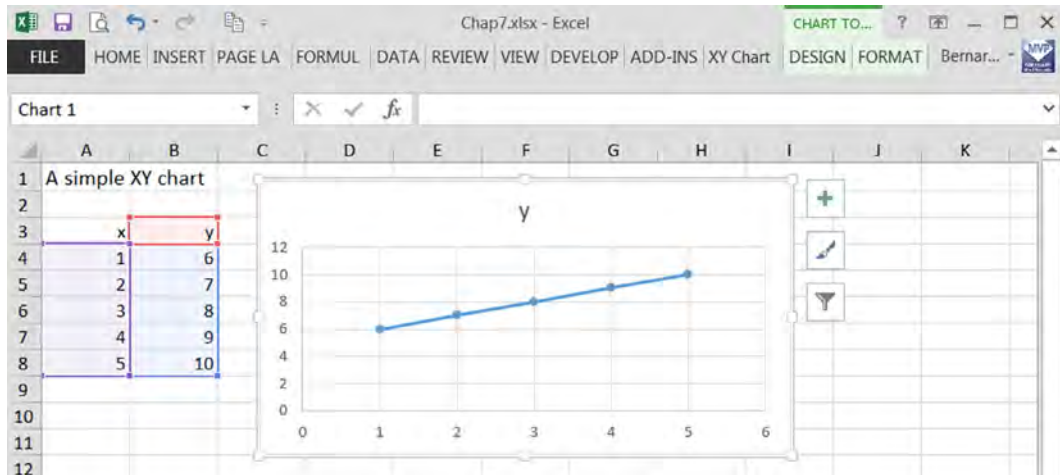 Chap7.xlsx - Excel CHART TO... ?
FILE HOME INSERT PAGE LA FORMUL DATA REVIEW VIEW DEVELOP ADD-INS XY Chart DESIGN FORMAT Bernar... MVP
Chart 1 fx
A B C D E F G H I J K
1 A simple XY chart
2
3 x y
4 1 6
5 2 7
6 3 8
7 4 9
8 5 10
9
10
11
12
y
12
10
8
6
4
2
0
0 1 2 3 4 5 6